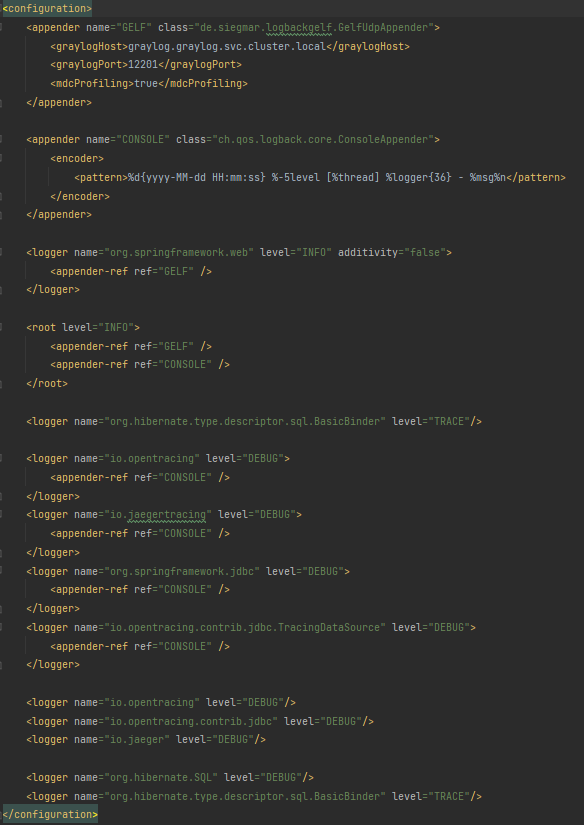 <configuration>
<appender name="GELF" class="de.siegmar.logbackgelf.GelfUdpAppender">
<graylogHost>graylog.graylog.svc.cluster.local</graylogHost>
<graylogPort>12201</graylogPort>
<mdcProfiling>true</mdcProfiling>
</appender>
<appender name="CONSOLE" class="ch.qos.logback.core.ConsoleAppender">
<encoder>
<pattern>%d{yyyy-MM-dd HH:mm:ss} %-5level [%thread] %logger{36} - %msg%n</pattern>
</encoder>
</appender>
<logger name="org.springframework.web" level="INFO" additivity="false">
<appender-ref ref="GELF" />
</logger>
<root level="INFO">
<appender-ref ref="GELF" />
<appender-ref ref="CONSOLE" />
</root>
<logger name="org.hibernate.type.descriptor.sql.BasicBinder" level="TRACE"/>
<logger name="io.opentracing" level="DEBUG">
<appender-ref ref="CONSOLE" />
</logger>
<logger name="io.jaegertracing" level="DEBUG">
<appender-ref ref="CONSOLE" />
</logger>
<logger name="org.springframework.jdbc" level="DEBUG">
<appender-ref ref="CONSOLE" />
</logger>
<logger name="io.opentracing.contrib.jdbc.TracingDataSource" level="DEBUG">
<appender-ref ref="CONSOLE" />
</logger>
<logger name="io.opentracing" level="DEBUG"/>
<logger name="io.opentracing.contrib.jdbc" level="DEBUG"/>
<logger name="io.jaeger" level="DEBUG"/>
<logger name="org.hibernate.SQL" level="DEBUG"/>
<logger name="org.hibernate.type.descriptor.sql.BasicBinder" level="TRACE"/>
</configuration>